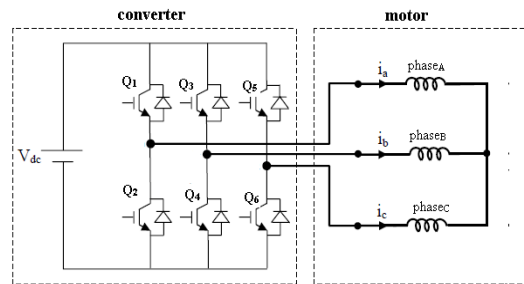 converter
motor
Q1
Q3
Q5
Vdc
Q2
Q4
Q6
ia
phaseA
ib
phaseB
ic
phaseC